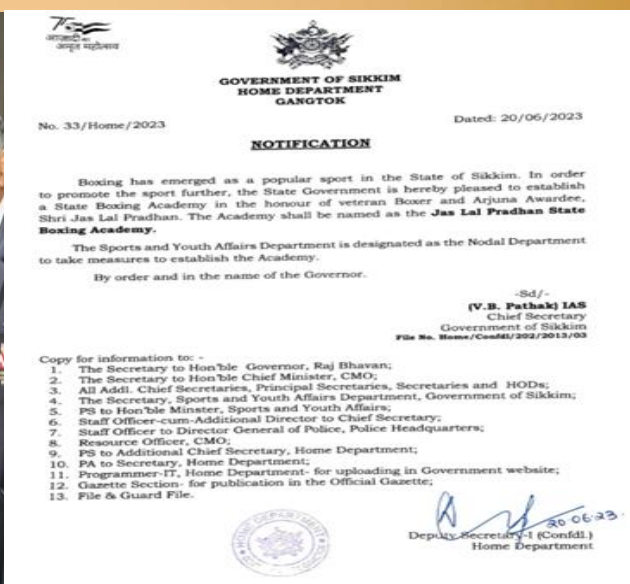 आज़ादी का
अमृत महोत्सव
GOVERNMENT OF SIKKIM
HOME DEPARTMENT
GANGTOK
No. 33/Home/2023
Dated: 20/06/2023
NOTIFICATION
Boxing has emerged as a popular sport in the State of Sikkim. In order
to promote the sport further, the State Government is hereby pleased to establish
a State Boxing Academy in the honour of veteran Boxer and Arjuna Awardee,
Shri Jas Lal Pradhan. The Academy shall be named as the Jas Lal Pradhan State
Boxing Academy.
The Sports and Youth Affairs Department is designated as the Nodal Department
to take measures to establish the Academy.
By order and in the name of the Governor.
-Sd/-
(V.B. Pathak) IAS
Chief Secretary
Government of Sikkim
File No. Home/Confdl/202/2013/03
Copy for information to: -
1. The Secretary to Hon'ble Governor, Raj Bhavan;
2. The Secretary to Hon'ble Chief Minister, CMO;
3. All Addl. Chief Secretaries, Principal Secretaries, Secretaries and HODs;
4. The Secretary, Sports and Youth Affairs Department, Government of Sikkim;
5. PS to Hon'ble Minster, Sports and Youth Affairs;
6. Staff Officer-cum-Additional Director to Chief Secretary;
7. Staff Officer to Director General of Police, Police Headquarters;
8. Resource Officer, CMO;
9. PS to Additional Chief Secretary, Home Department;
10. PA to Secretary, Home Department;
11. Programmer-IT, Home Department- for uploading in Government website;
12. Gazette Section- for publication in the Official Gazette;
13. File & Guard File.
20.06.23.
Deputy Secretary-I (Confdl.)
Home Department
HOME DEPARTMENT